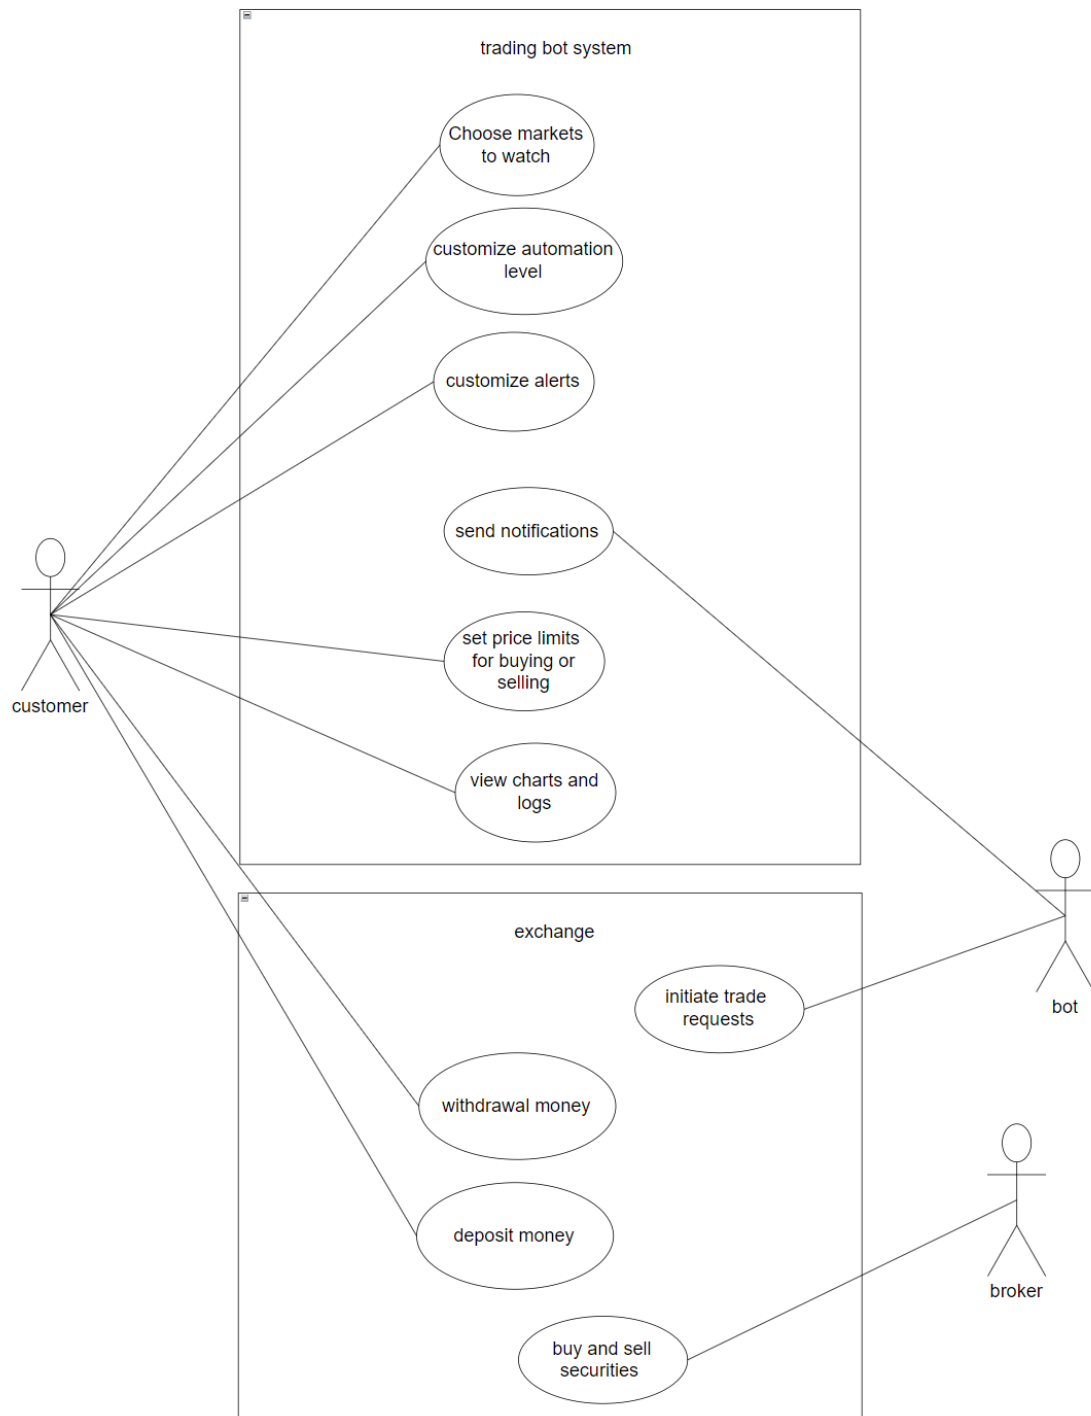 trading bot system
Choose markets
to watch
customize automation
level
customize alerts
send notifications
set price limits
for buying or
selling
customer
view charts and
logs
exchange
initiate trade
requests
bot
withdrawal money
deposit money
broker
buy and sell
securities